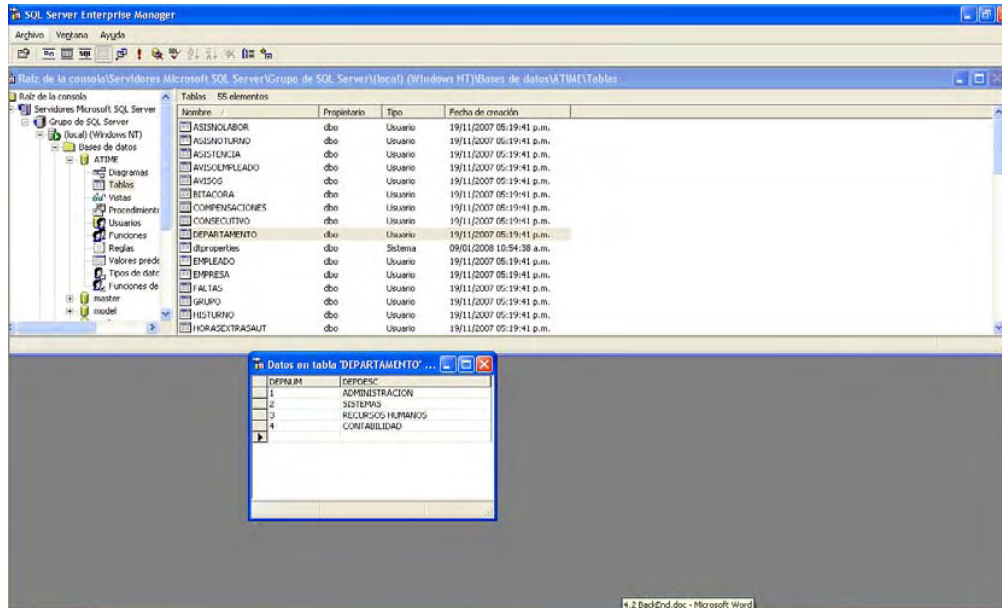 SQL Server Enterprise Manager
Archivo Ventana Ayuda
Raíz de la consola\Servidores Microsoft SQL Server\Grupo de SQL Server\(local) (Windows NT)\Bases de datos\ATIME\Tablas
Raíz de la consola
Servidores Microsoft SQL Server
Grupo de SQL Server
(local) (Windows NT)
Bases de datos
ATIME
Diagramas
Tablas
Vistas
Procedimient
Usuarios
Funciones
Reglas
Valores prede
Tipos de datc
Funciones de
master
model
Tablas 55 elementos
Nombre Propietario Tipo Fecha de creación
ASISNOLABOR dbo Usuario 19/11/2007 05:19:41 p.m.
ASISNOTURNO dbo Usuario 19/11/2007 05:19:41 p.m.
ASISTENCIA dbo Usuario 19/11/2007 05:19:41 p.m.
AVISOEMPLEADO dbo Usuario 19/11/2007 05:19:41 p.m.
AVISOS dbo Usuario 19/11/2007 05:19:41 p.m.
BITACORA dbo Usuario 19/11/2007 05:19:41 p.m.
COMPENSACIONES dbo Usuario 19/11/2007 05:19:41 p.m.
CONSECUTIVO dbo Usuario 19/11/2007 05:19:41 p.m.
DEPARTAMENTO dbo Usuario 19/11/2007 05:19:41 p.m.
dtproperties dbo Sistema 09/01/2008 10:54:38 a.m.
EMPLEADO dbo Usuario 19/11/2007 05:19:41 p.m.
EMPRESA dbo Usuario 19/11/2007 05:19:41 p.m.
FALTAS dbo Usuario 19/11/2007 05:19:41 p.m.
GRUPO dbo Usuario 19/11/2007 05:19:41 p.m.
HISTURNO dbo Usuario 19/11/2007 05:19:41 p.m.
HORASEXTRASAUT dbo Usuario 19/11/2007 05:19:41 p.m.
Datos en tabla 'DEPARTAMENTO' ...
DEPNUM DEPDESC
1 ADMINISTRACION
2 SISTEMAS
3 RECURSOS HUMANOS
4 CONTABILIDAD
4.2 BackEnd.doc - Microsoft Word